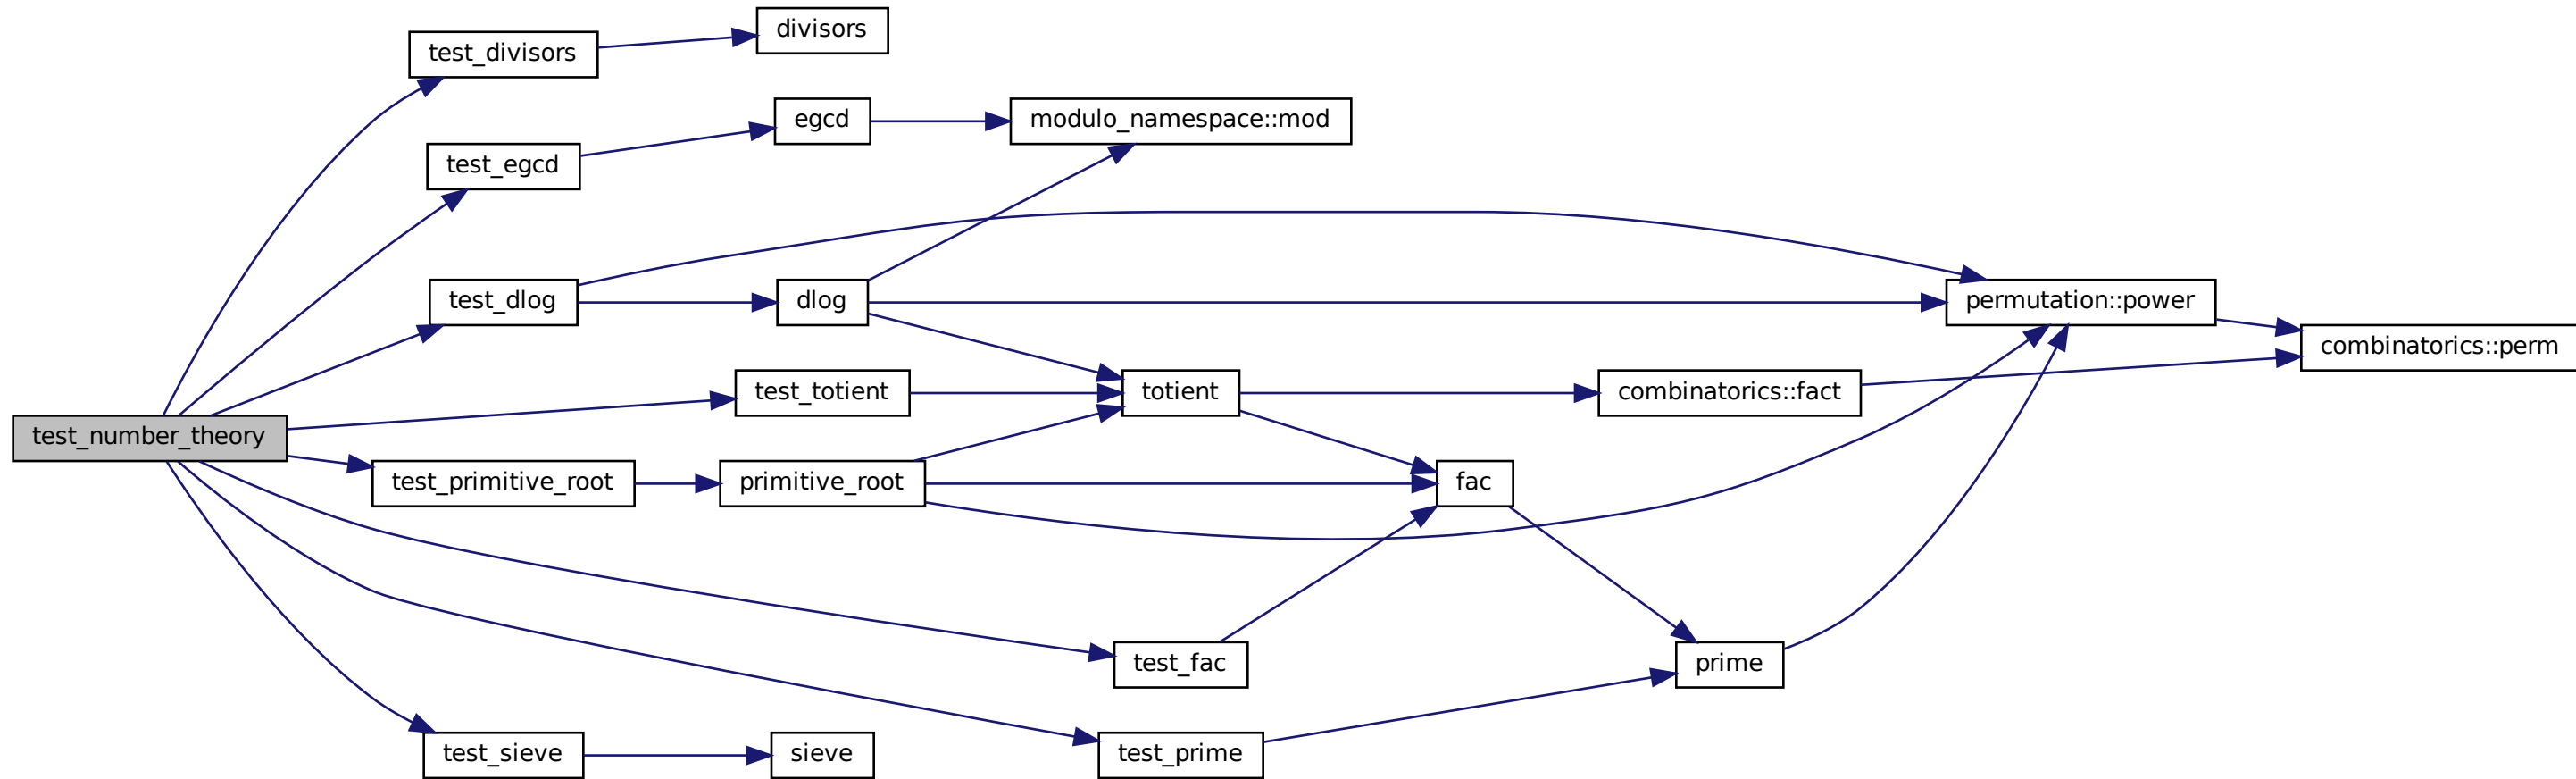 divisors
test_divisors
egcd
modulo_namespace::mod
test_egcd
test_dlog
dlog
permutation::power
combinatorics::perm
test_totient
totient
combinatorics::fact
test_number_theory
test_primitive_root
primitive_root
fac
test_fac
prime
test_sieve
sieve
test_prime